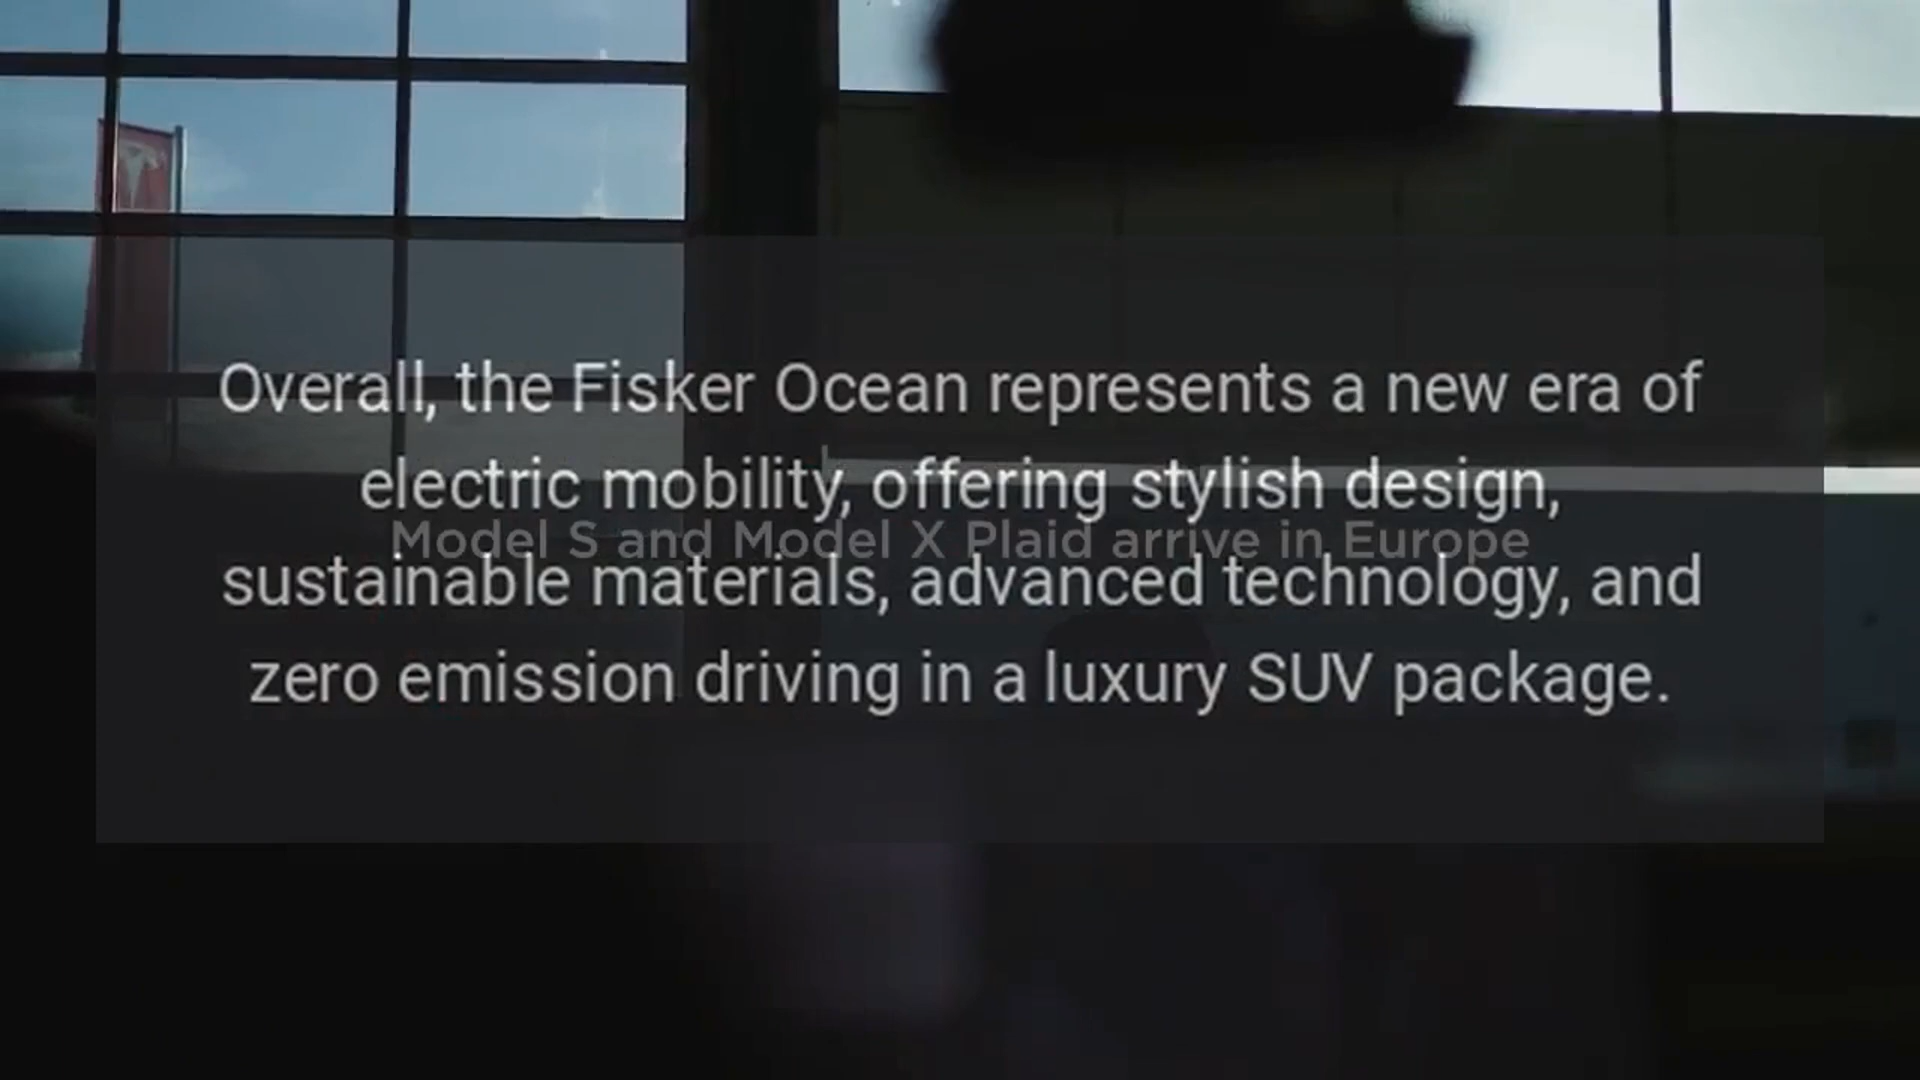 Overall, the Fisker Ocean represents a new era of
electric mobility, offering stylish design,
Model S and Model X Plaid arrive in Europe
sustainable materials, advanced technology, and
zero emission driving in a luxury SUV package.